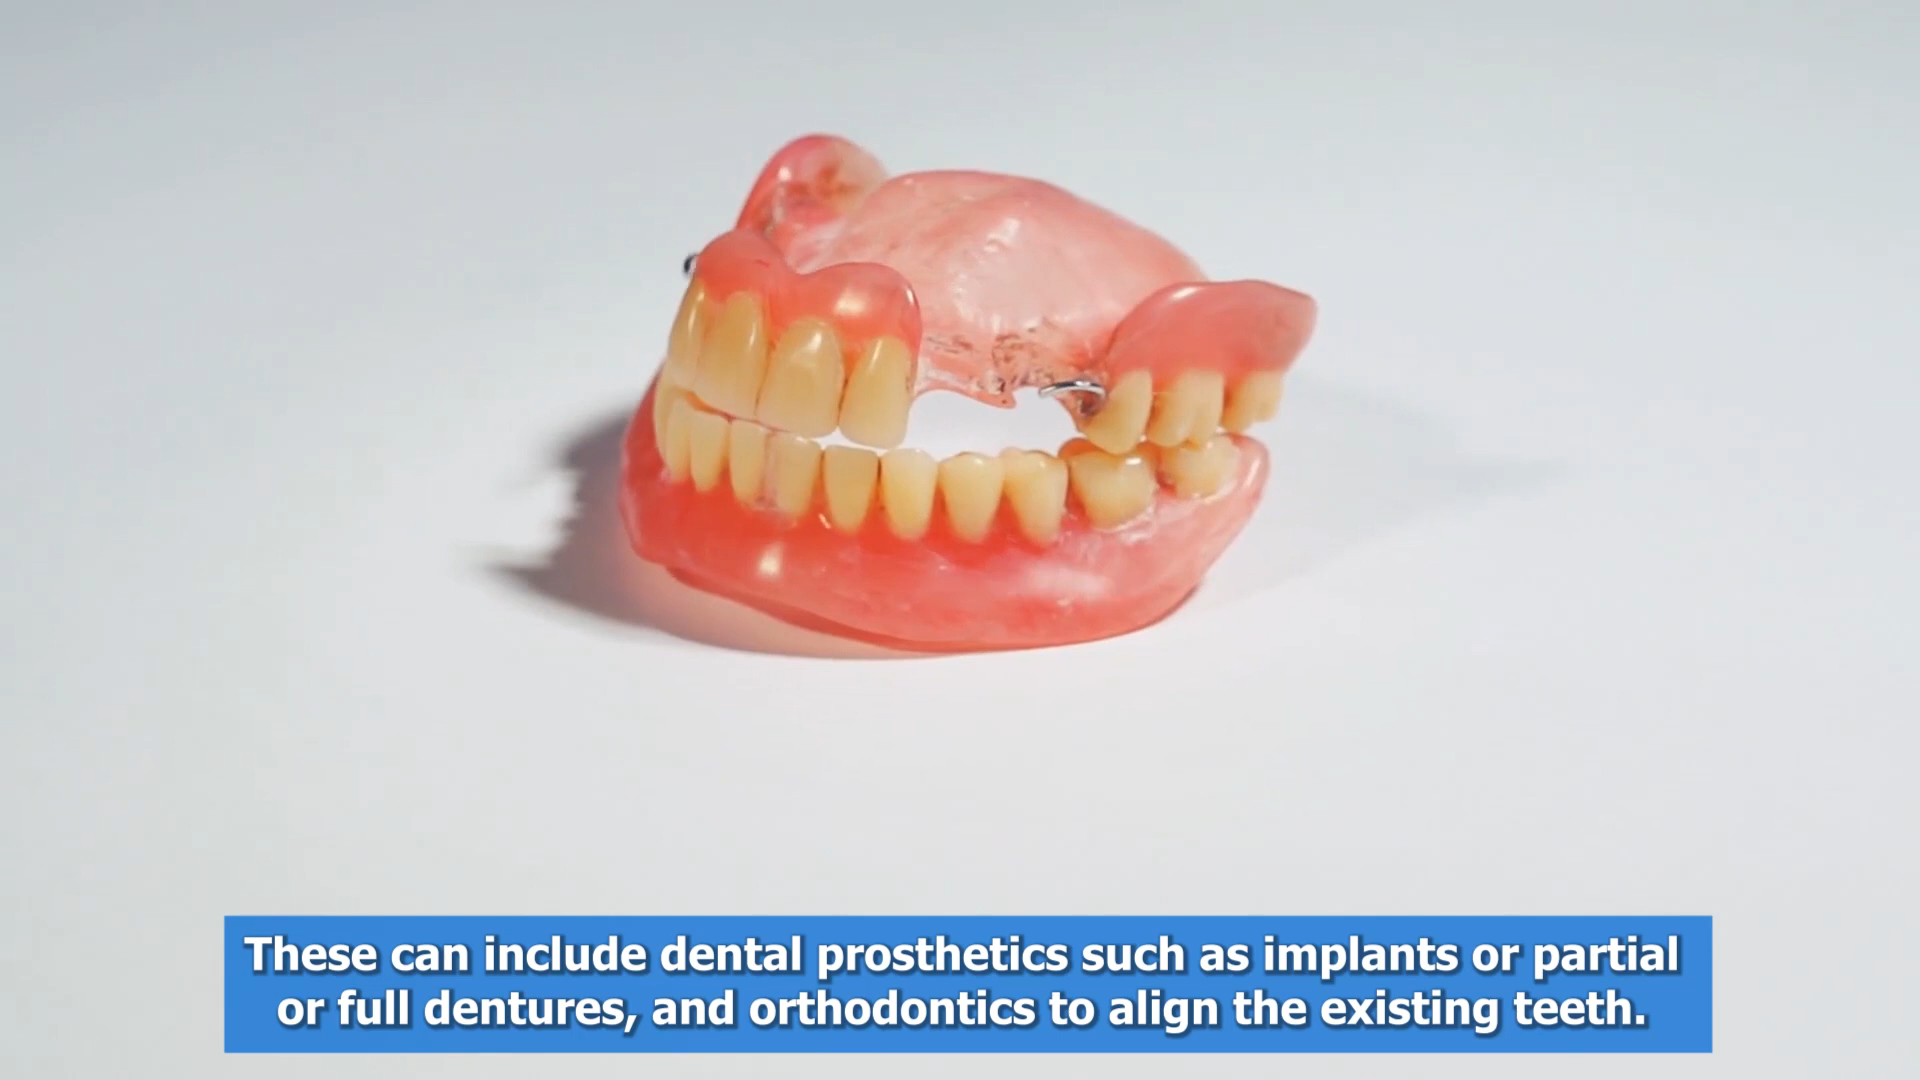 These can include dental prosthetics such as implants or partial
or full dentures, and orthodontics to align the existing teeth.